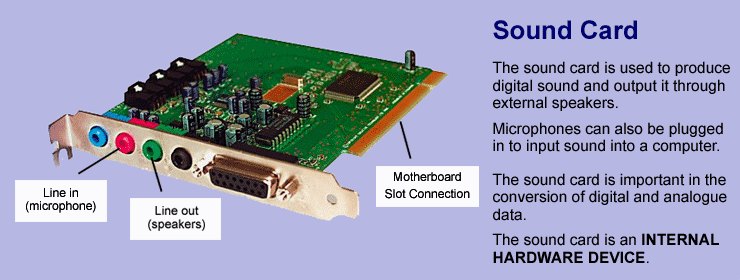 Sound Card
The sound card is used to produce
digital sound and output it through
external speakers.
Microphones can also be plugged
in to input sound into a computer.
The sound card is important in the
conversion of digital and analogue
data.
The sound card is an INTERNAL
HARDWARE DEVICE.
Motherboard
Slot Connection
Line in
(microphone)
Line out
(speakers)